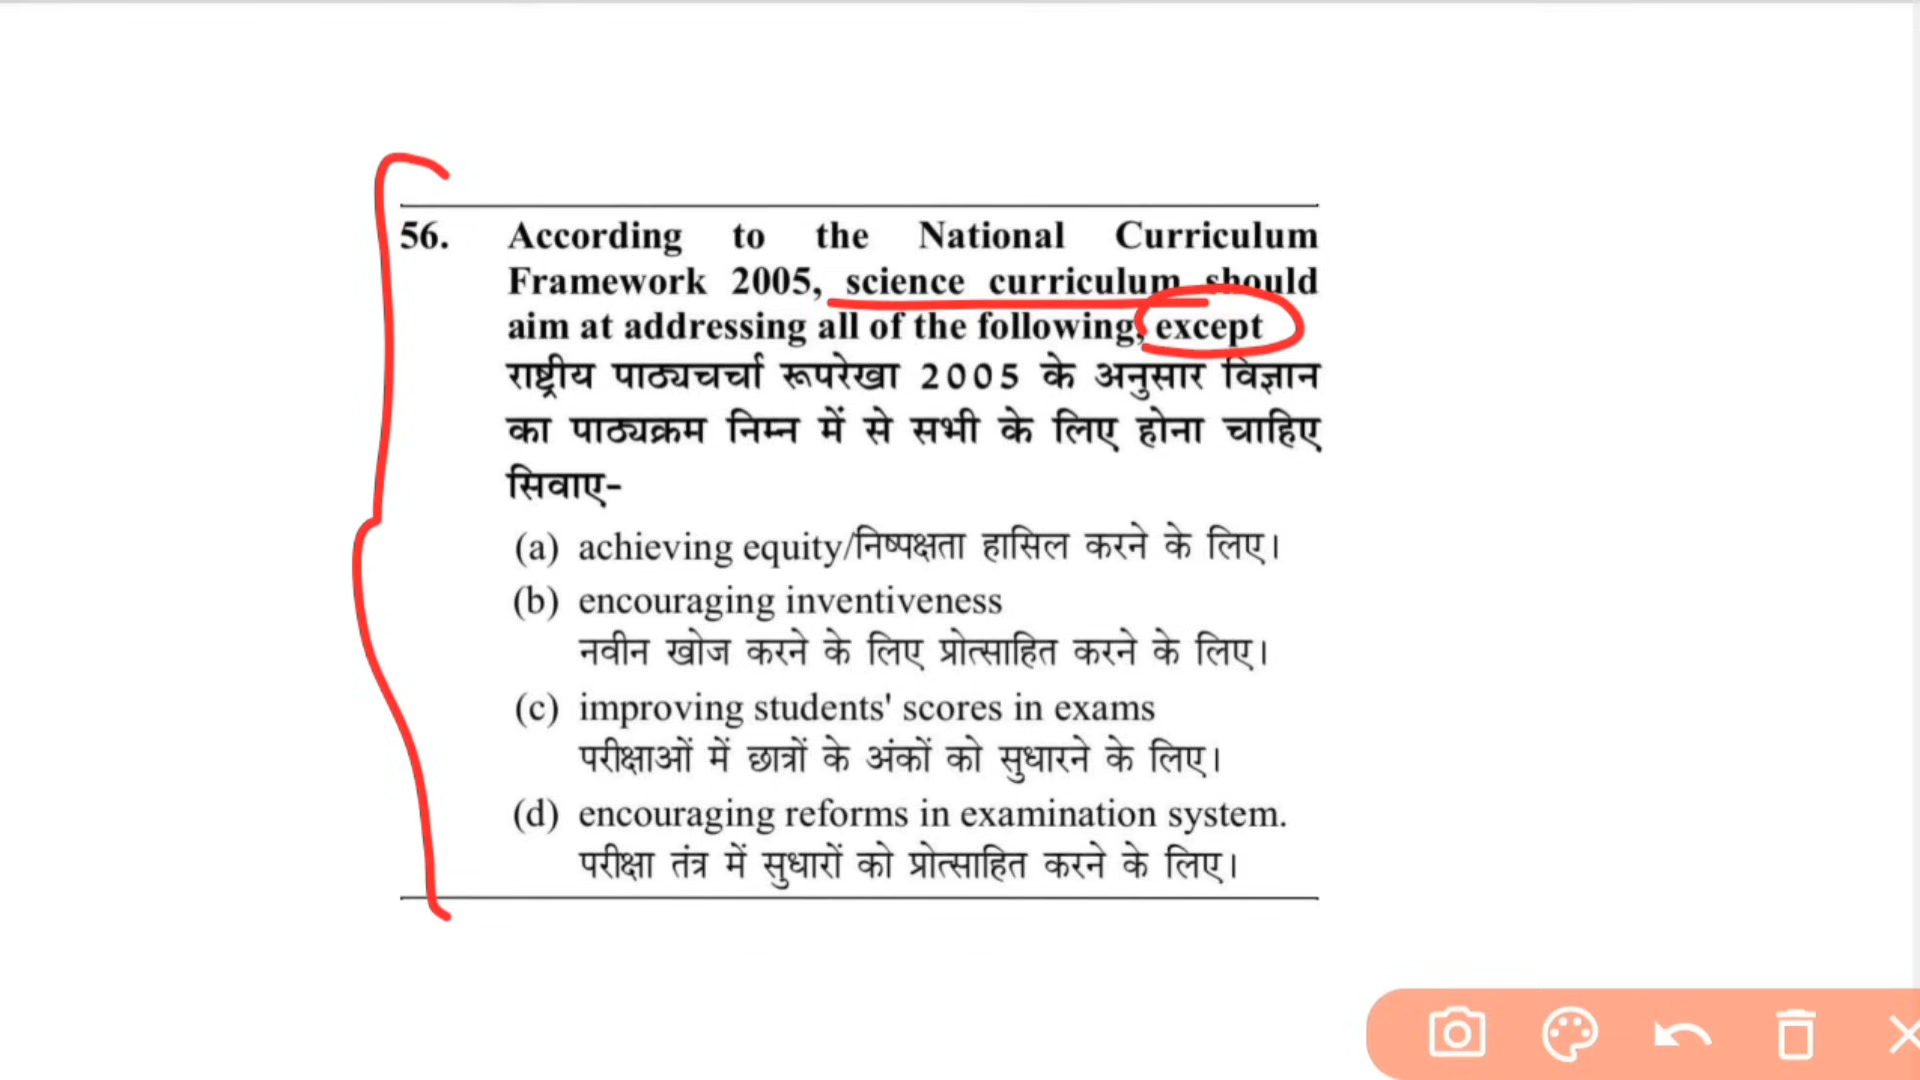 56. According to the National Curriculum
Framework 2005, science curriculum should
aim at addressing all of the following, except
राष्ट्रीय पाठ्यचर्चा रूपरेखा 2005 के अनुसार विज्ञान
का पाठ्यक्रम निम्न में से सभी के लिए होना चाहिए
सिवाए-
(a) achieving equity/निष्पक्षता हासिल करने के लिए।
(b) encouraging inventiveness
नवीन खोज करने के लिए प्रोत्साहित करने के लिए।
(c) improving students' scores in exams
परीक्षाओं में छात्रों के अंकों को सुधारने के लिए।
(d) encouraging reforms in examination system.
परीक्षा तंत्र में सुधारों को प्रोत्साहित करने के लिए।